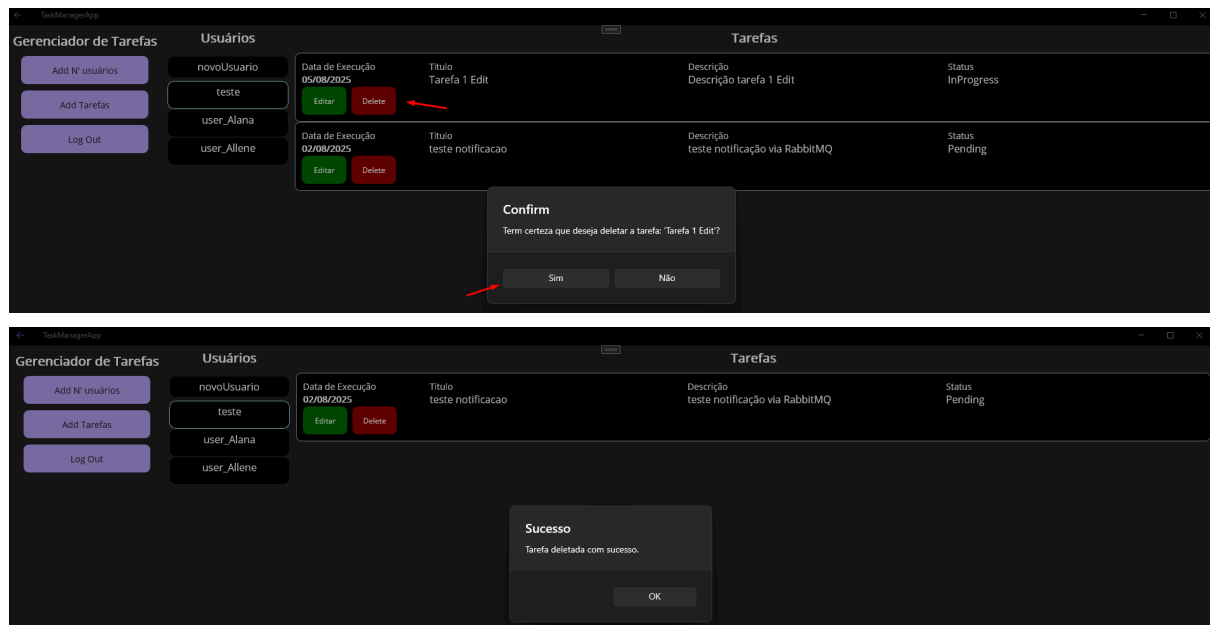 TaskManagerApp
Gerenciador de Tarefas
Add N' usuários
Add Tarefas
Log Out
Usuários
novoUsuario
teste
user_Alana
user_Allene
Tarefas
Data de Execução Titulo Descrição Status
05/08/2025 Tarefa 1 Edit Descrição tarefa 1 Edit InProgress
Editar Delete
Data de Execução Titulo Descrição Status
02/08/2025 teste notificacao teste notificação via RabbitMQ Pending
Editar Delete
Confirm
Term certeza que deseja deletar a tarefa: 'Tarefa 1 Edit'?
Sim Não
TaskManagerApp
Gerenciador de Tarefas
Add N' usuários
Add Tarefas
Log Out
Usuários
novoUsuario
teste
user_Alana
user_Allene
Tarefas
Data de Execução Titulo Descrição Status
02/08/2025 teste notificacao teste notificação via RabbitMQ Pending
Editar Delete
Sucesso
Tarefa deletada com sucesso.
OK